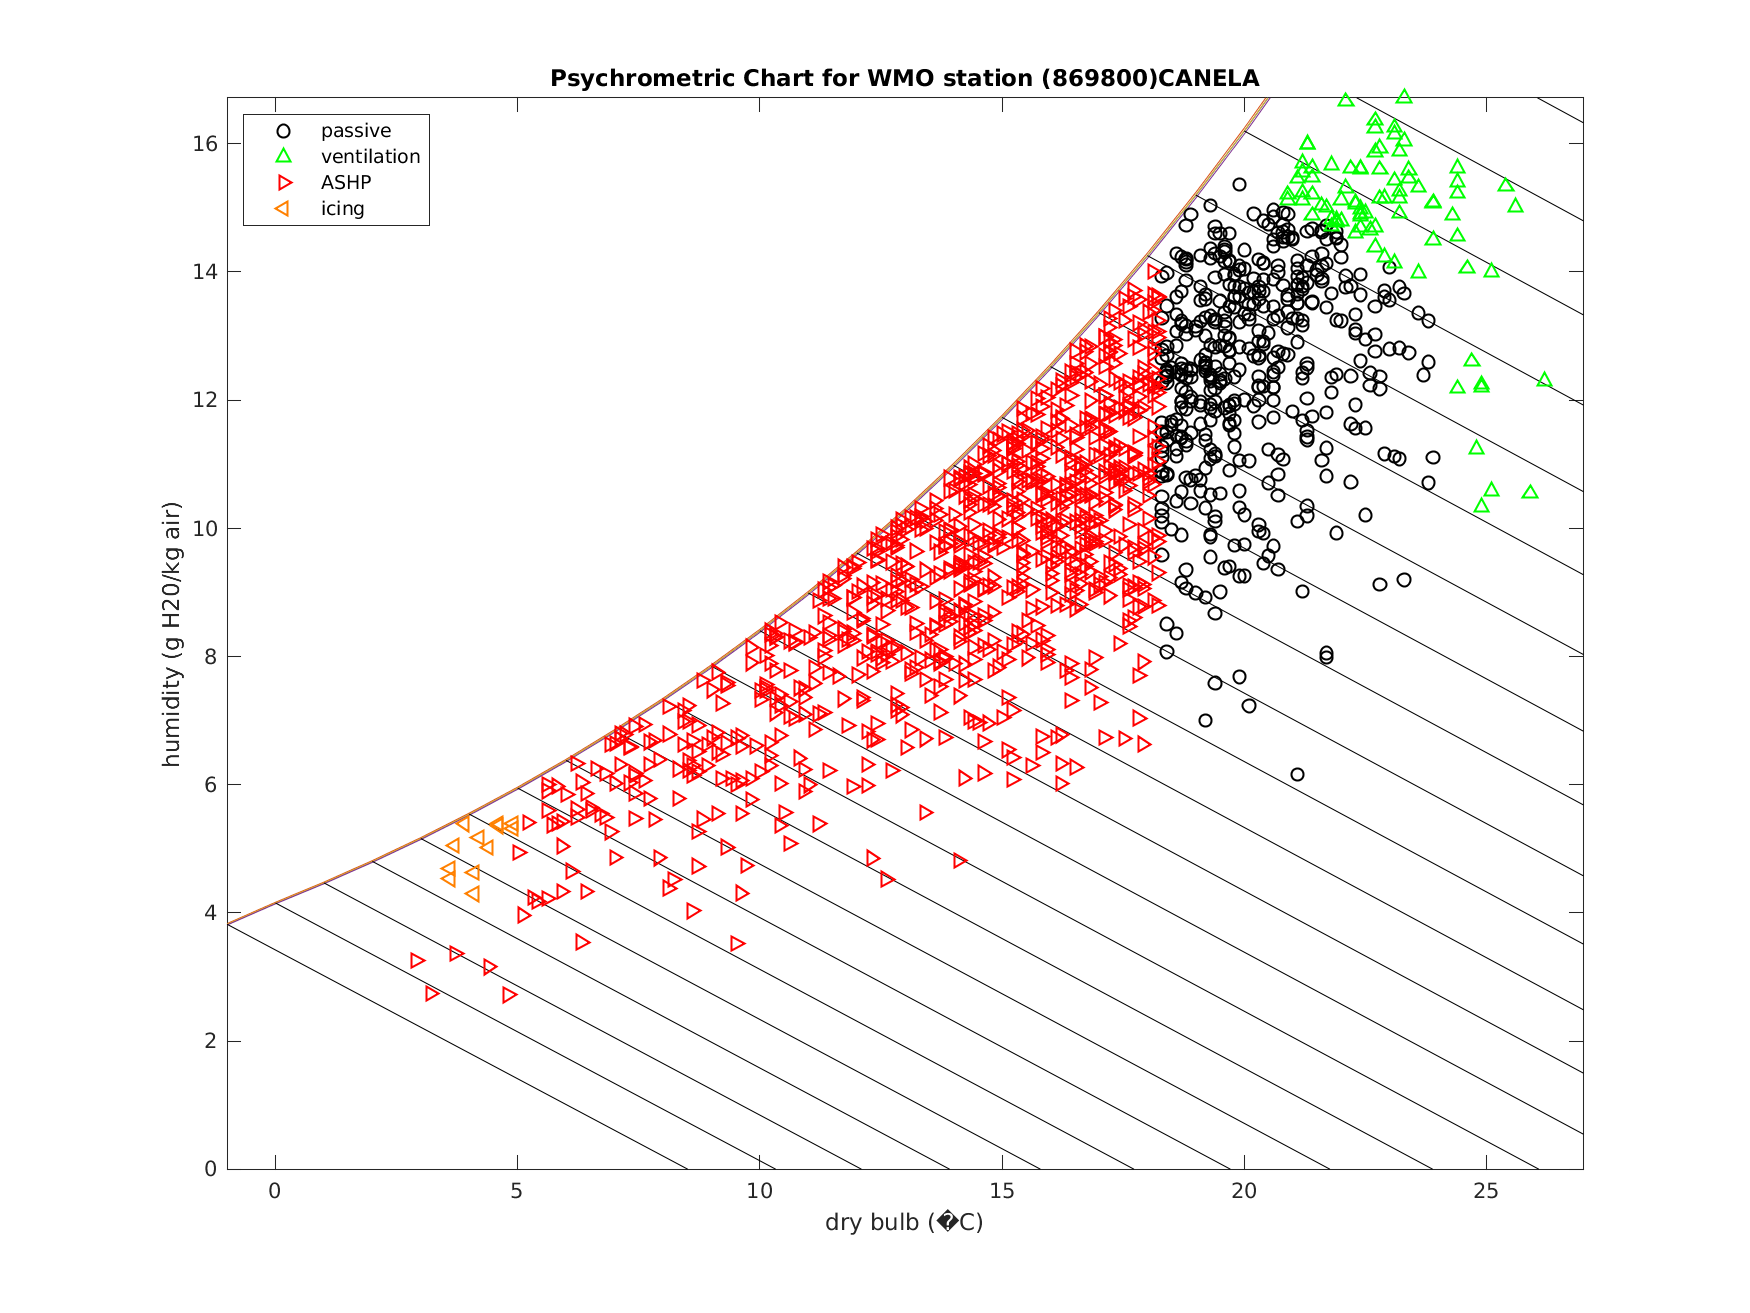 Psychrometric Chart for WMO station (869800)CANELA
passive
ventilation
ASHP
icing
16
14
12
10
8
6
4
2
0
humidity (g H20/kg air)
0 5 10 15 20 25
dry bulb (�C)